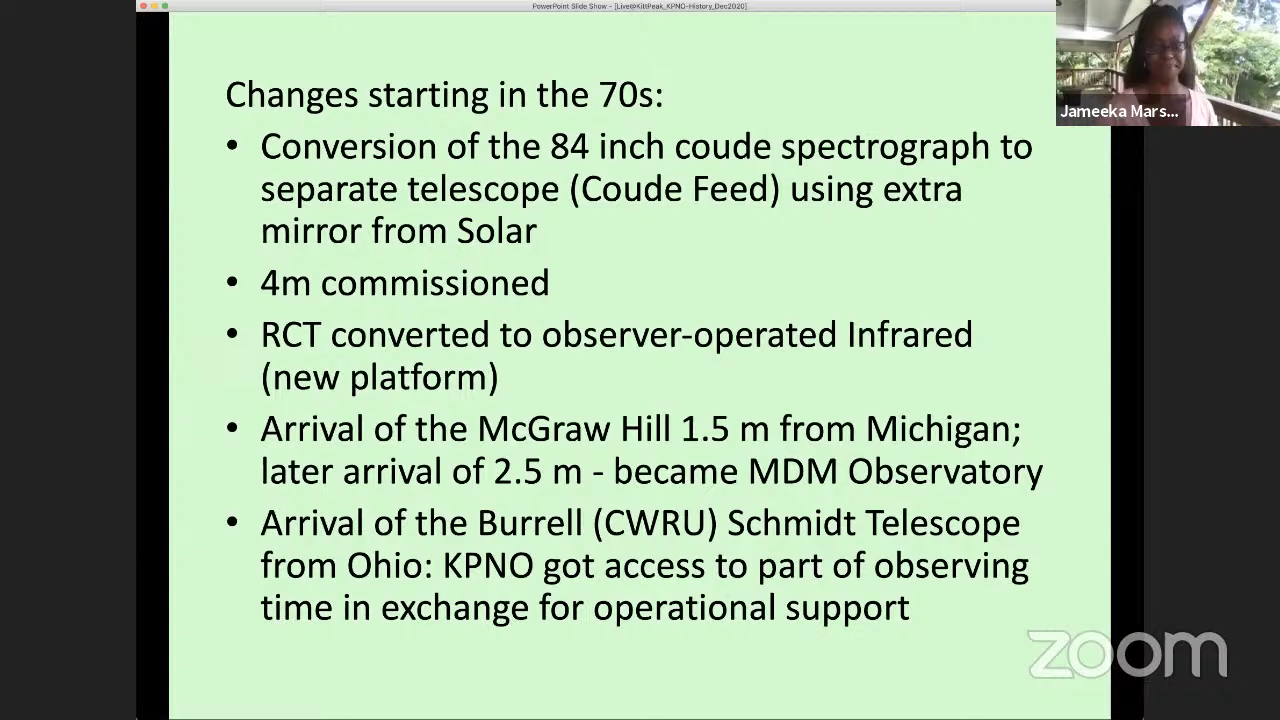 PowerPoint Slide Show - [Live@KittPeak_KPNO-History_Dec2020]
Jameeka Mars...
Changes starting in the 70s:
• Conversion of the 84 inch coude spectrograph to
separate telescope (Coude Feed) using extra
mirror from Solar
• 4m commissioned
• RCT converted to observer-operated Infrared
(new platform)
• Arrival of the McGraw Hill 1.5 m from Michigan;
later arrival of 2.5 m - became MDM Observatory
• Arrival of the Burrell (CWRU) Schmidt Telescope
from Ohio: KPNO got access to part of observing
time in exchange for operational support
zoom